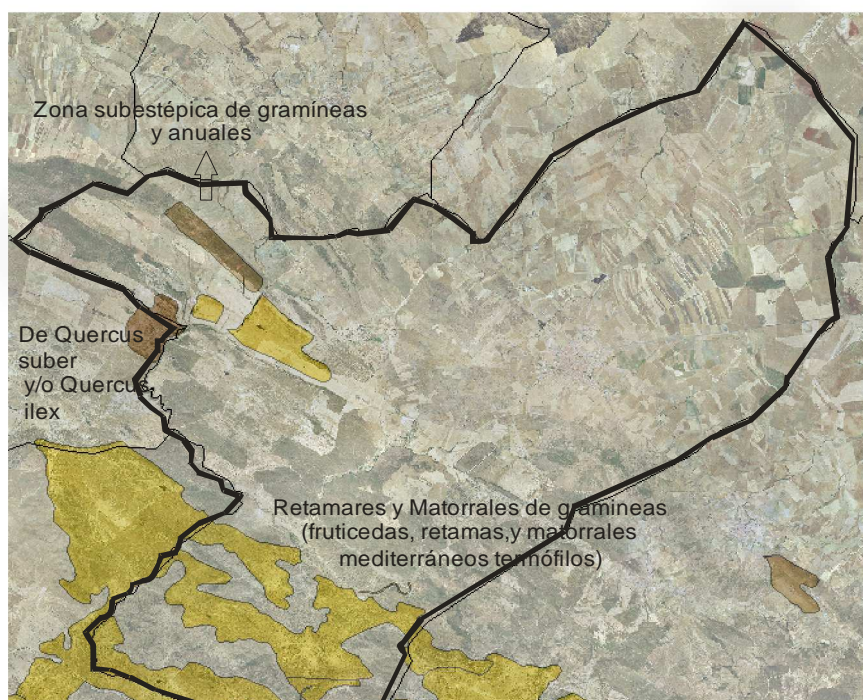 Zona subestépica de gramíneas
y anuales
De Quercus
suber
y/o Quercus
ilex
Retamares y Matorrales de gramineas
(fruticedas, retamas,y matorrales
mediterráneos termófilos)